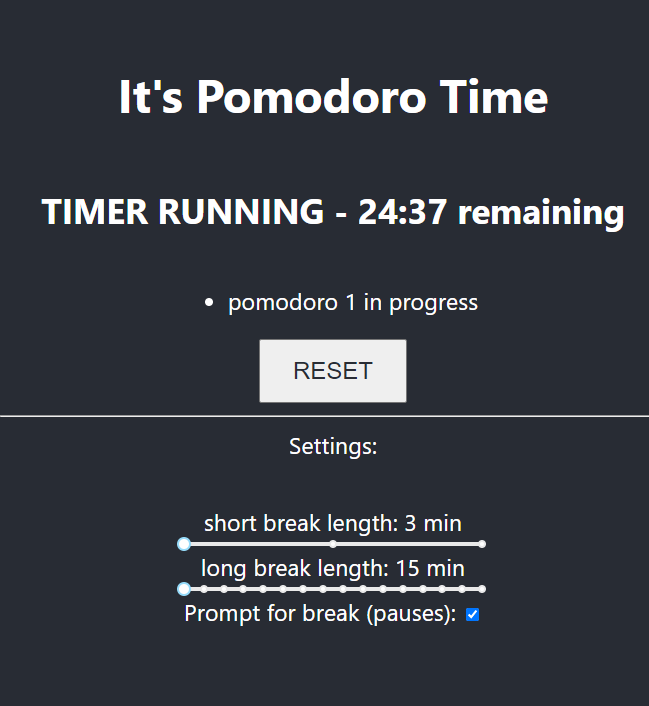 It's Pomodoro Time
TIMER RUNNING - 24:37 remaining
pomodoro 1 in progress
RESET
Settings:
short break length: 3 min
long break length: 15 min
Prompt for break (pauses):